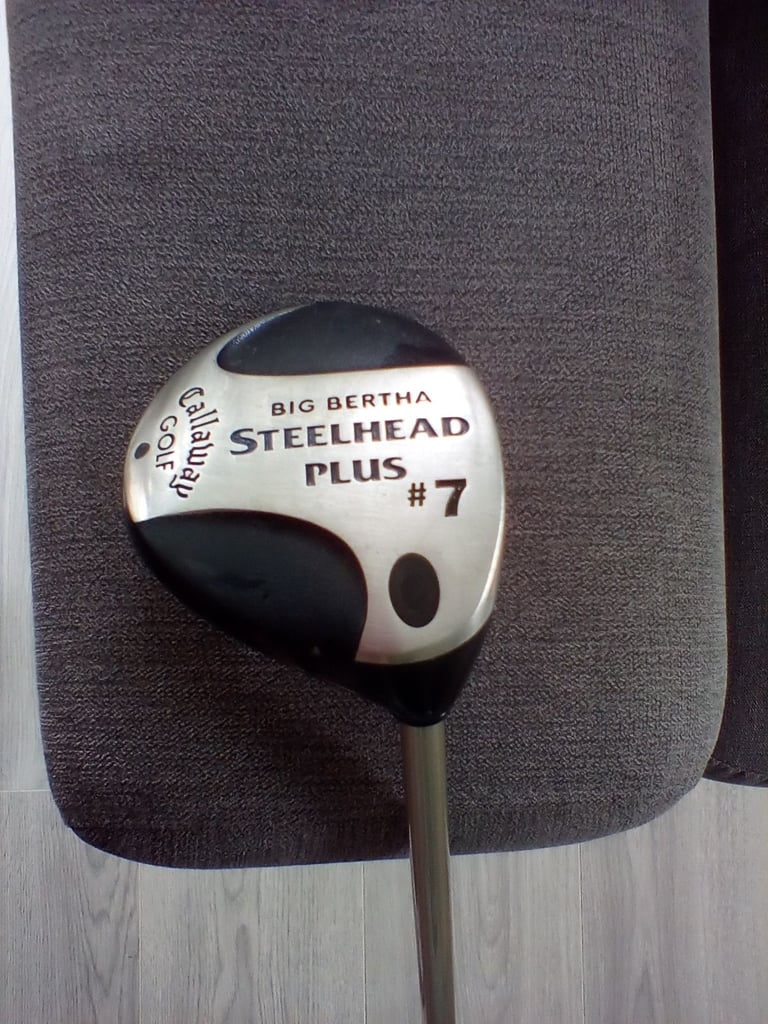 BIG BERTHA
STEELHEAD
PLUS
#7
Callaway
GOLF